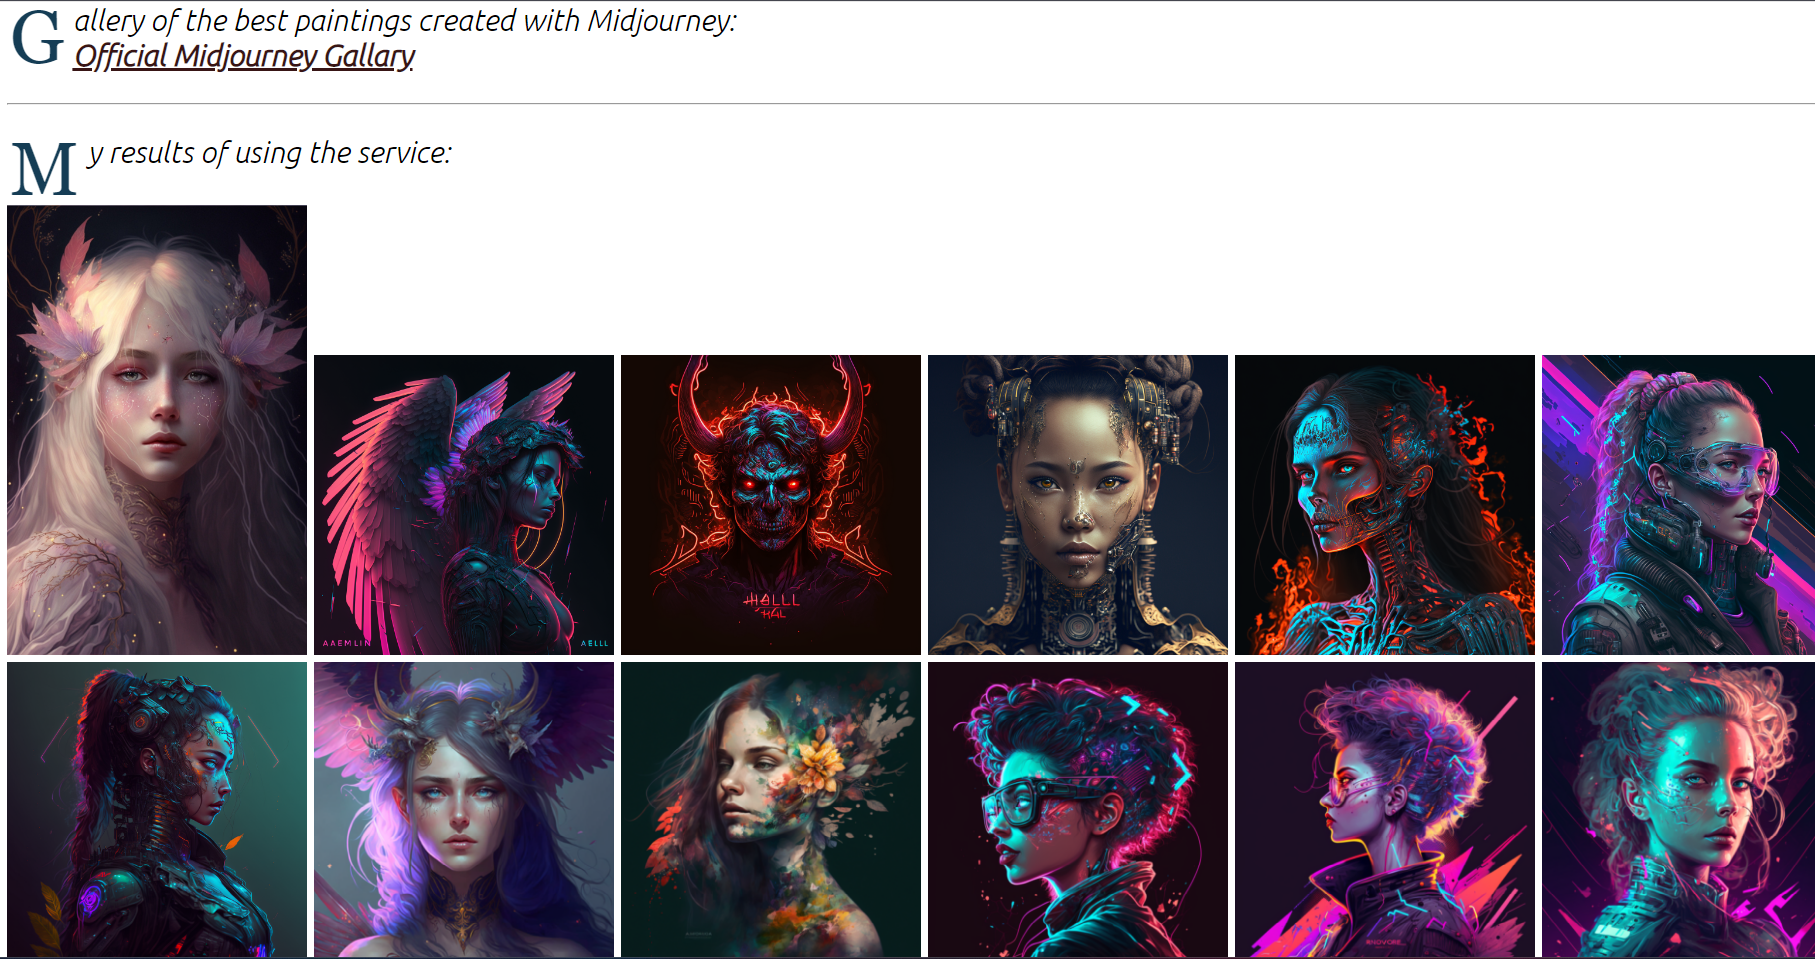 Gallery of the best paintings created with Midjourney:
Official Midjourney Gallary
My results of using the service:
AAEMLIN
AELLL
HALLL
HAL